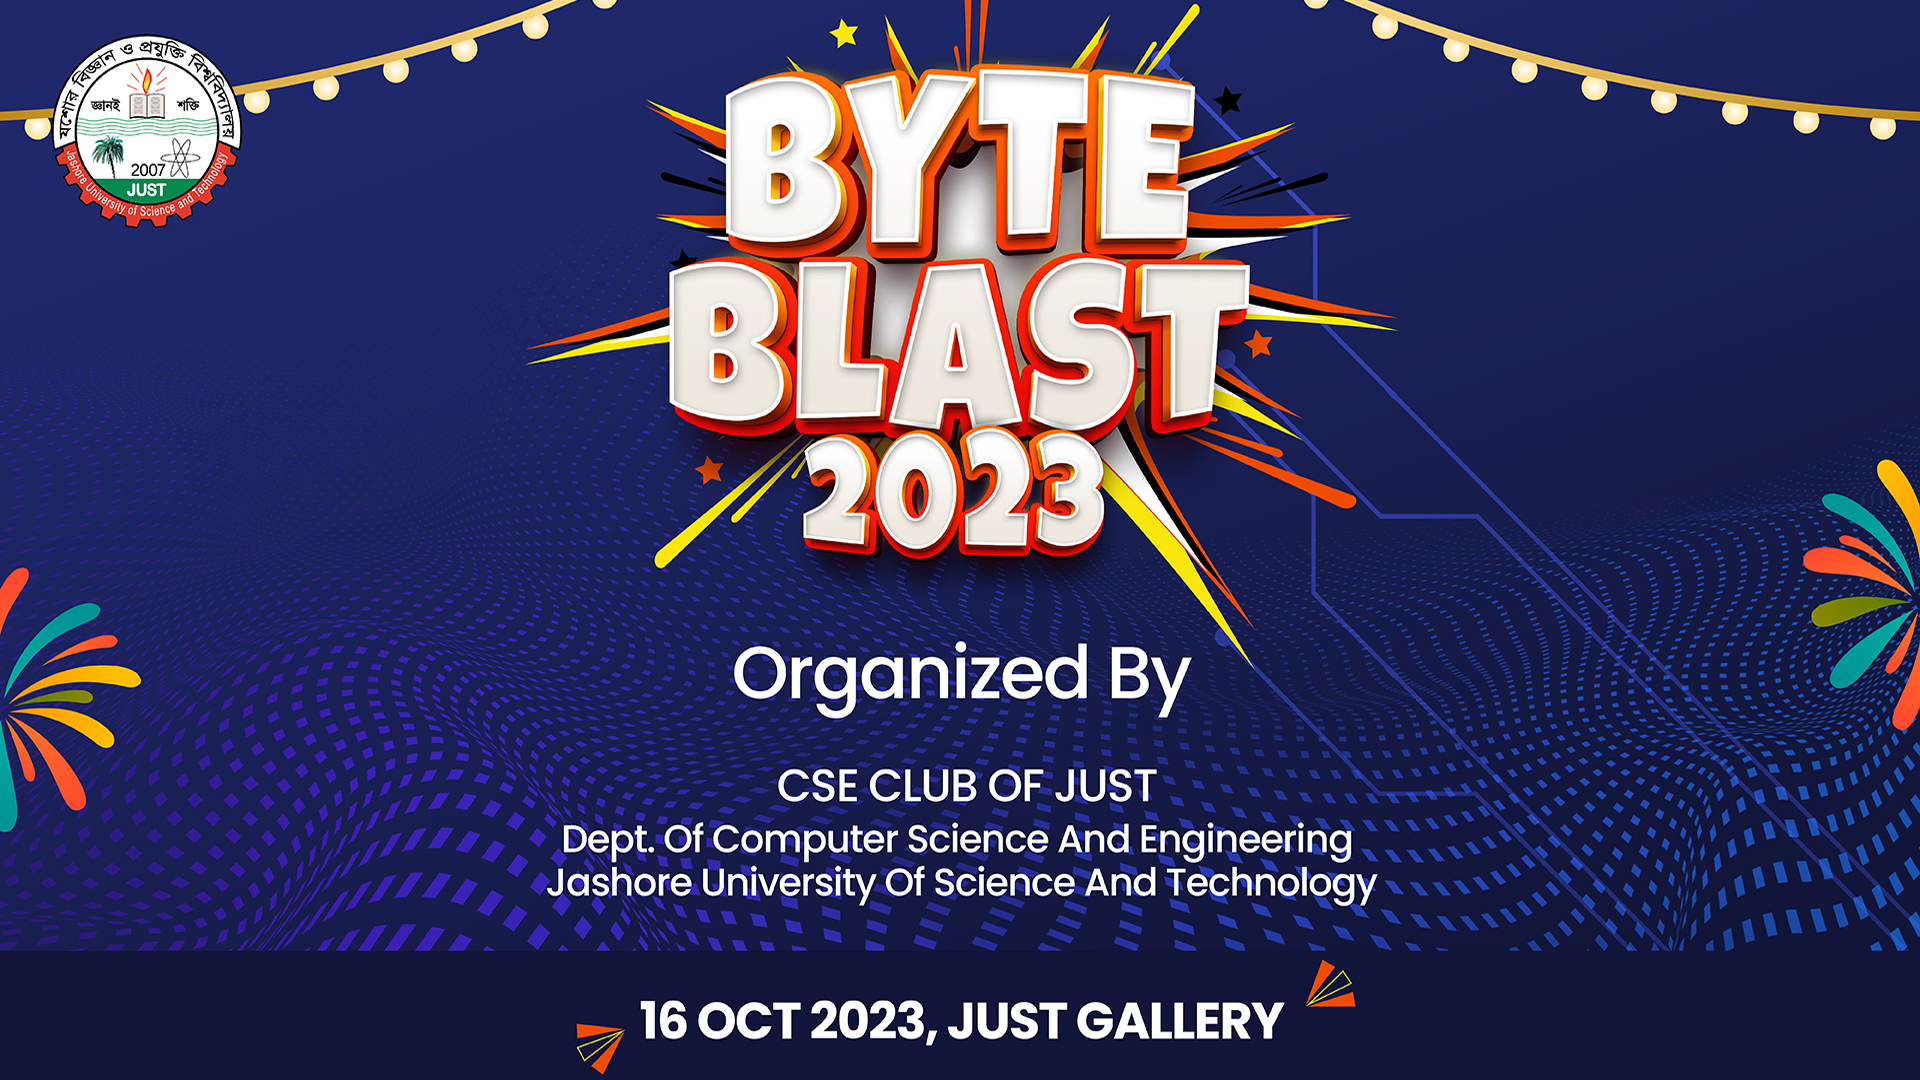 যশোর বিজ্ঞান ও প্রযুক্তি বিশ্ববিদ্যালয়
জ্ঞানই শক্তি
2007
JUST
Jashore University of Science and Technology
BYTE
BLAST
2023
Organized By
CSE CLUB OF JUST
Dept. Of Computer Science And Engineering
Jashore University Of Science And Technology
16 OCT 2023, JUST GALLERY